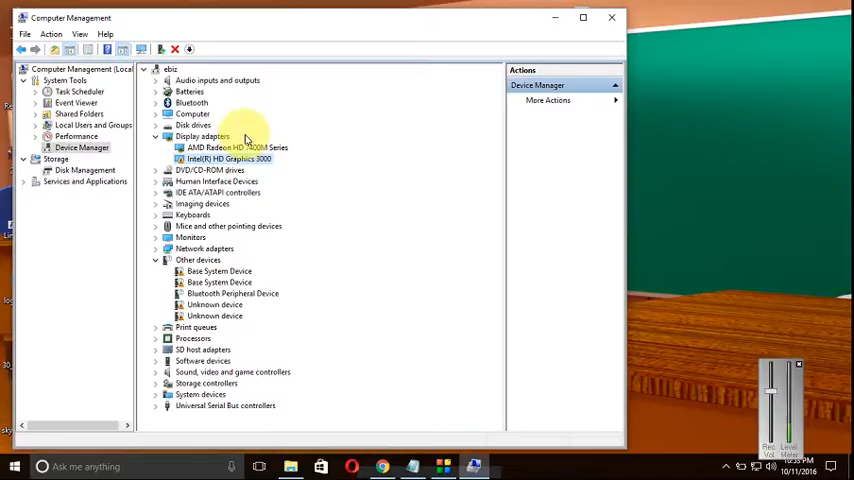 Computer Management
File Action View Help
Computer Management (Local
System Tools
Task Scheduler
Event Viewer
Shared Folders
Local Users and Groups
Performance
Device Manager
Storage
Disk Management
Services and Applications
ebiz
Audio inputs and outputs
Batteries
Bluetooth
Computer
Disk drives
Display adapters
AMD Radeon HD 7400M Series
Intel(R) HD Graphics 3000
DVD/CD-ROM drives
Human Interface Devices
IDE ATA/ATAPI controllers
Imaging devices
Keyboards
Mice and other pointing devices
Monitors
Network adapters
Other devices
Base System Device
Base System Device
Bluetooth Peripheral Device
Unknown device
Unknown device
Print queues
Processors
SD host adapters
Software devices
Sound, video and game controllers
Storage controllers
System devices
Universal Serial Bus controllers
Actions
Device Manager
More Actions
Rec. Level
Vol Meter
Ask me anything
10/11/2016